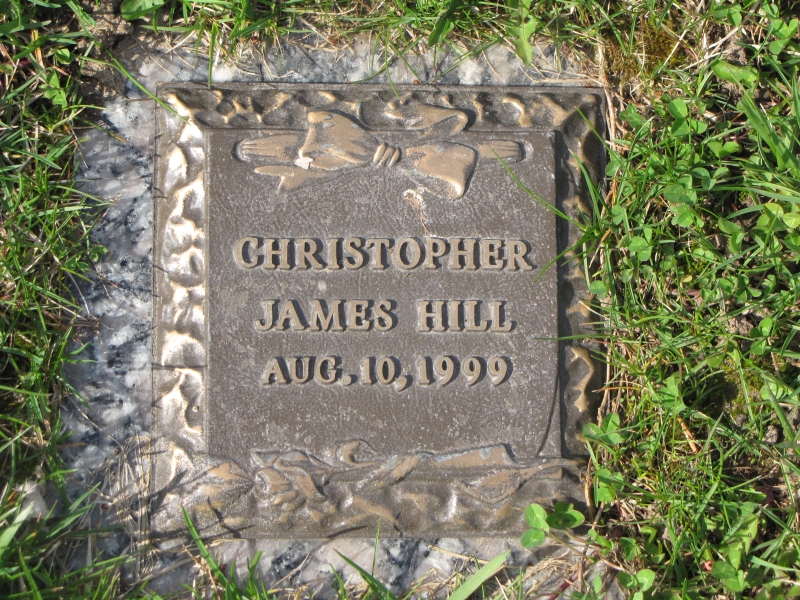 CHRISTOPHER
JAMES HILL
AUG. 10, 1999